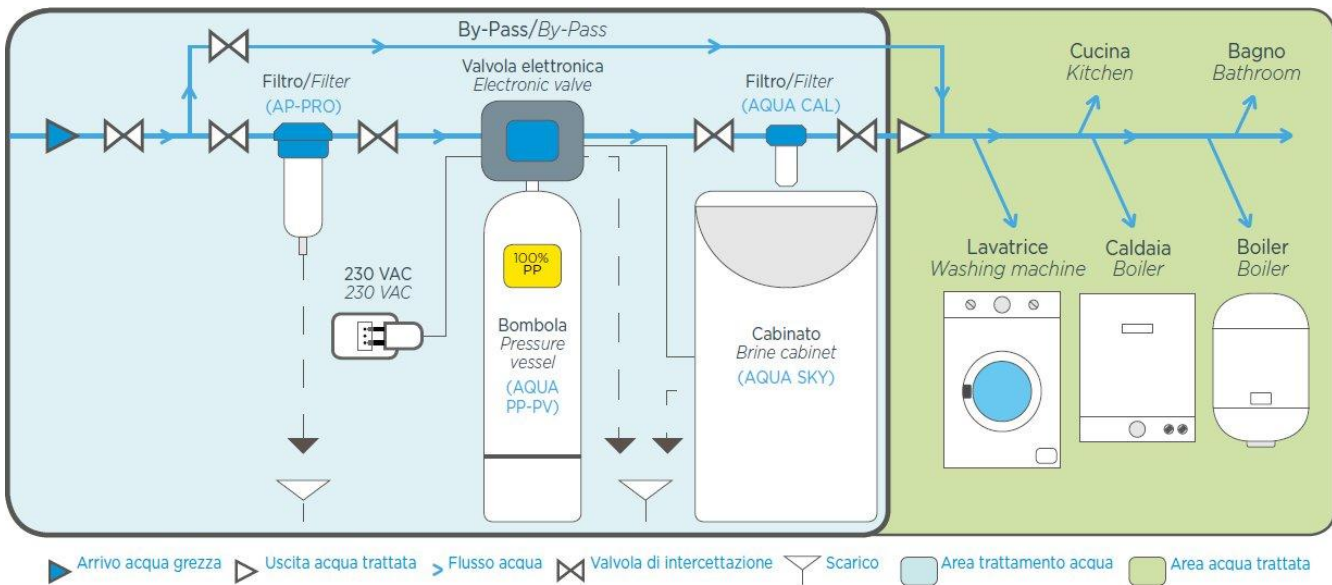 By-Pass/By-Pass
Filtro/Filter
(AP-PRO)
Valvola elettronica
Electronic valve
Filtro/Filter
(AQUA CAL)
Cucina
Kitchen
Bagno
Bathroom
230 VAC
230 VAC
100%
PP
Bombola
Pressure
vessel
(AQUA
PP-PV)
Cabinato
Brine cabinet
(AQUA SKY)
Lavatrice
Washing machine
Caldaia
Boiler
Boiler
Boiler
Arrivo acqua grezza
Uscita acqua trattata
Flusso acqua
Valvola di intercettazione
Scarico
Area trattamento acqua
Area acqua trattata